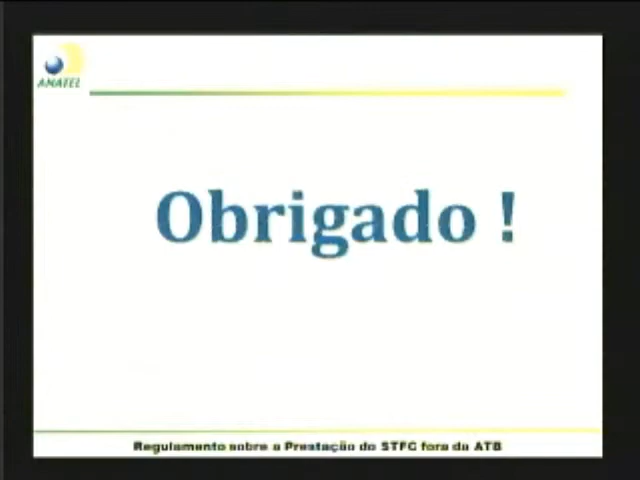 ANATEL
Obrigado !
Regulamento sobre a Prestação do STFC fora da ATB